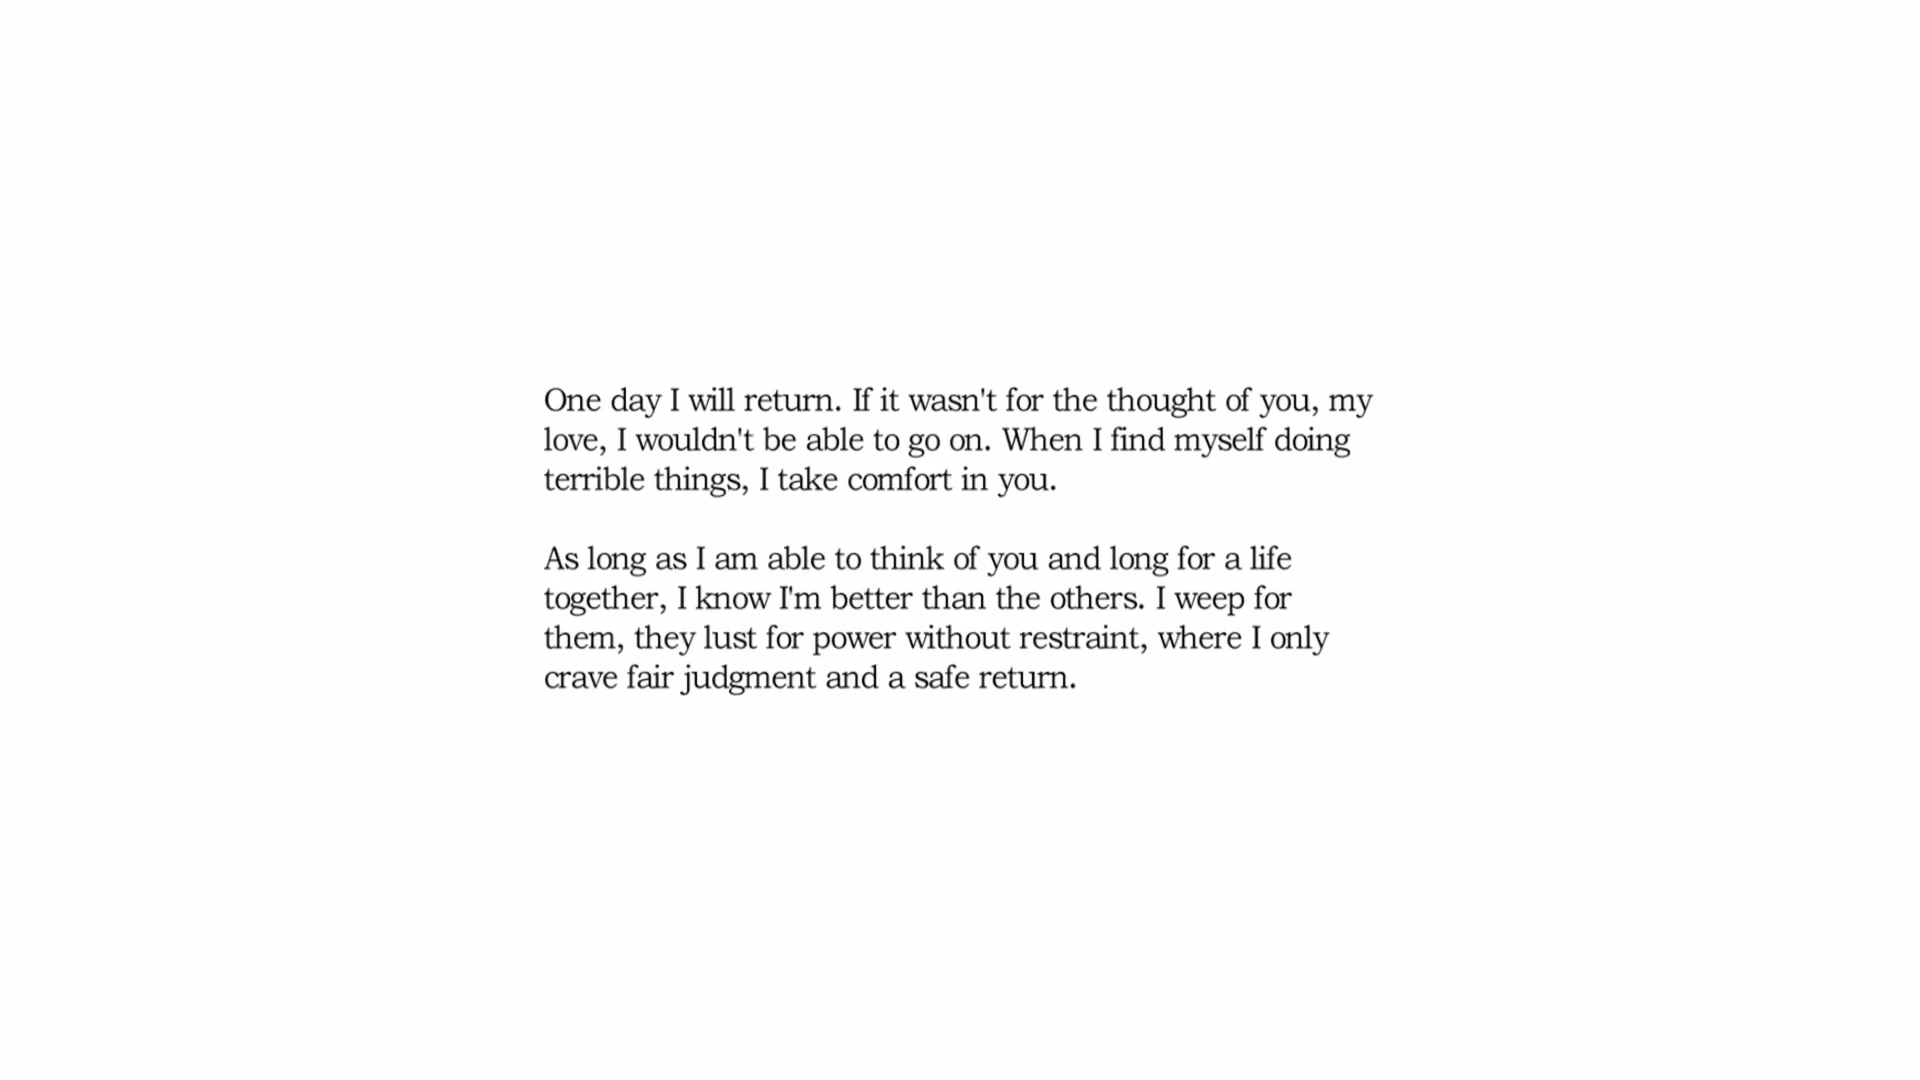 One day I will return. If it wasn't for the thought of you, my
love, I wouldn't be able to go on. When I find myself doing
terrible things, I take comfort in you.
As long as I am able to think of you and long for a life
together, I know I'm better than the others. I weep for
them, they lust for power without restraint, where I only
crave fair judgment and a safe return.